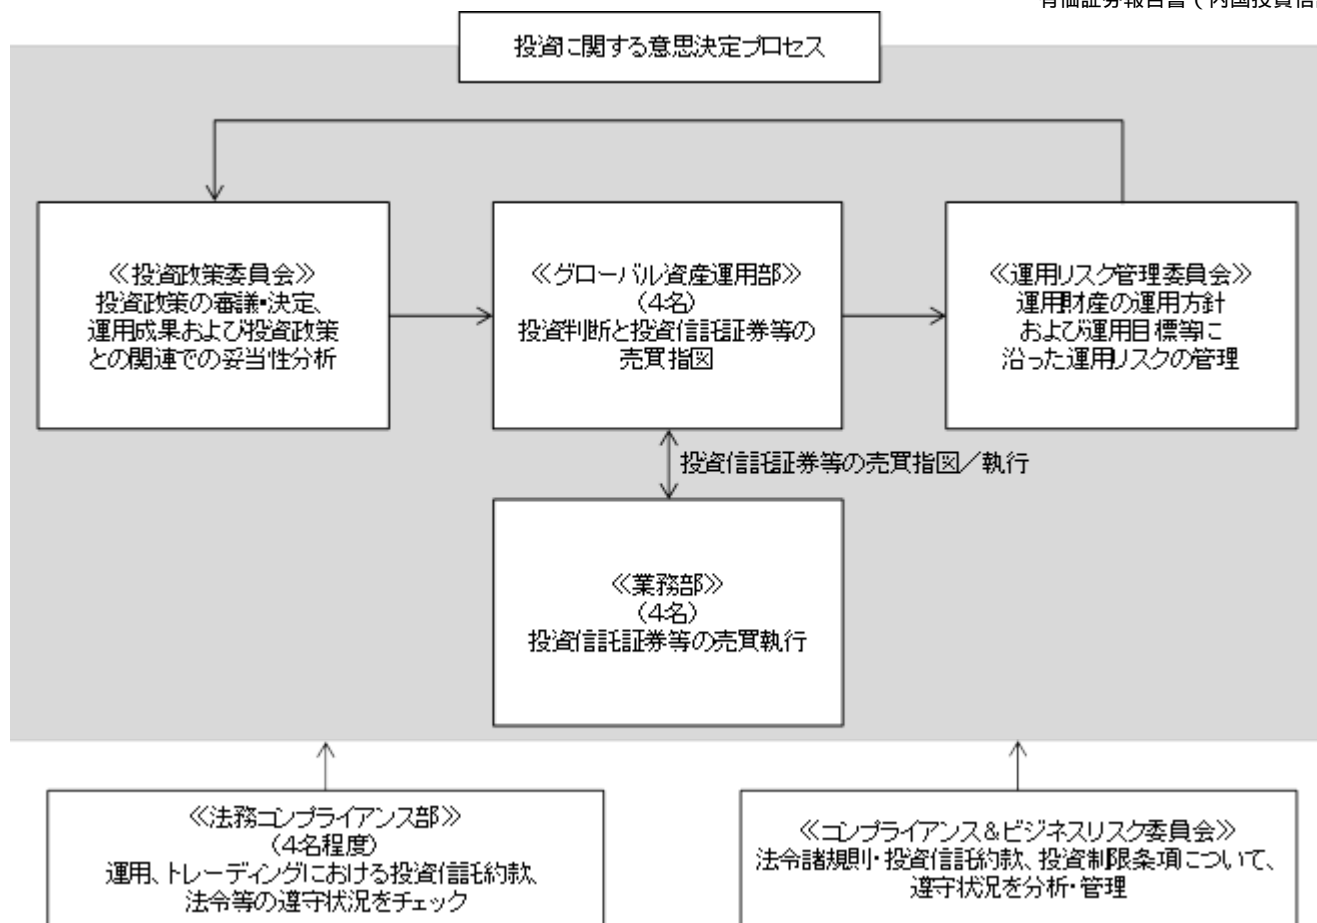 投資に関する意思決定プロセス
≪投資政策委員会≫
投資政策の審議・決定、
運用成果および投資政策
との関連での妥当性分析
≪グローバル資産運用部≫
(4名)
投資判断と投資信託証券等の
売買指図
≪運用リスク管理委員会≫
運用財産の運用方針
および運用目標等に
沿った運用リスクの管理
投資信託証券等の売買指図／執行
≪業務部≫
(4名)
投資信託証券等の売買執行
≪法務コンプライアンス部≫
(4名程度)
運用、トレーディングにおける投資信託約款、
法令等の遵守状況をチェック
≪コンプライアンス＆ビジネスリスク委員会≫
法令諸規則・投資信託約款、投資制限条項について、
遵守状況を分析・管理